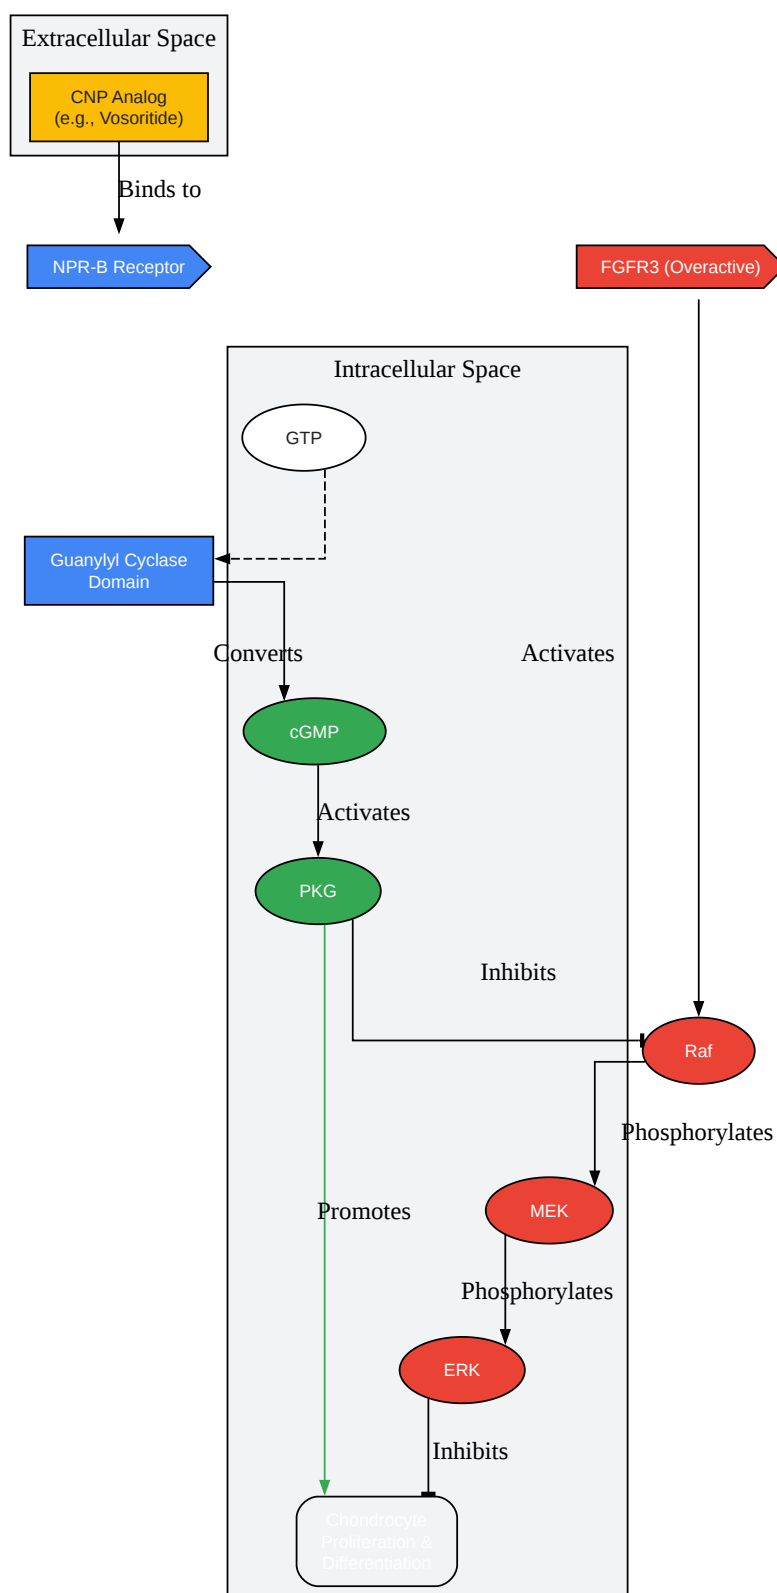 Extracellular Space
CNP Analog
(e.g., Vosoritide)
Binds to
NPR-B Receptor
FGFR3 (Overactive)
Intracellular Space
GTP
Guanylyl Cyclase
Domain
Converts
Activates
cGMP
Activates
PKG
Inhibits
Raf
Phosphorylates
MEK
Promotes
Phosphorylates
ERK
Inhibits
Chondrocyte
Proliferation &
Differentiation